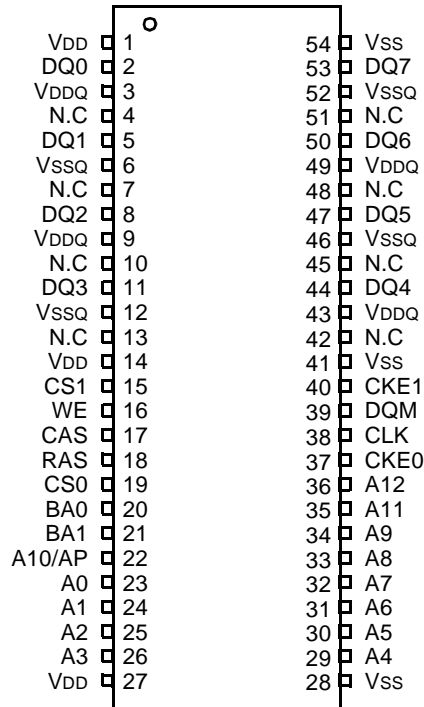 VDD 1 54 VSS
DQ0 2 53 DQ7
VDDQ 3 52 VSSQ
N.C 4 51 N.C
DQ1 5 50 DQ6
VSSQ 6 49 VDDQ
N.C 7 48 N.C
DQ2 8 47 DQ5
VDDQ 9 46 VSSQ
N.C 10 45 N.C
DQ3 11 44 DQ4
VSSQ 12 43 VDDQ
N.C 13 42 N.C
VDD 14 41 VSS
CS1 15 40 CKE1
WE 16 39 DQM
CAS 17 38 CLK
RAS 18 37 CKE0
CS0 19 36 A12
BA0 20 35 A11
BA1 21 34 A9
A10/AP 22 33 A8
A0 23 32 A7
A1 24 31 A6
A2 25 30 A5
A3 26 29 A4
VDD 27 28 VSS